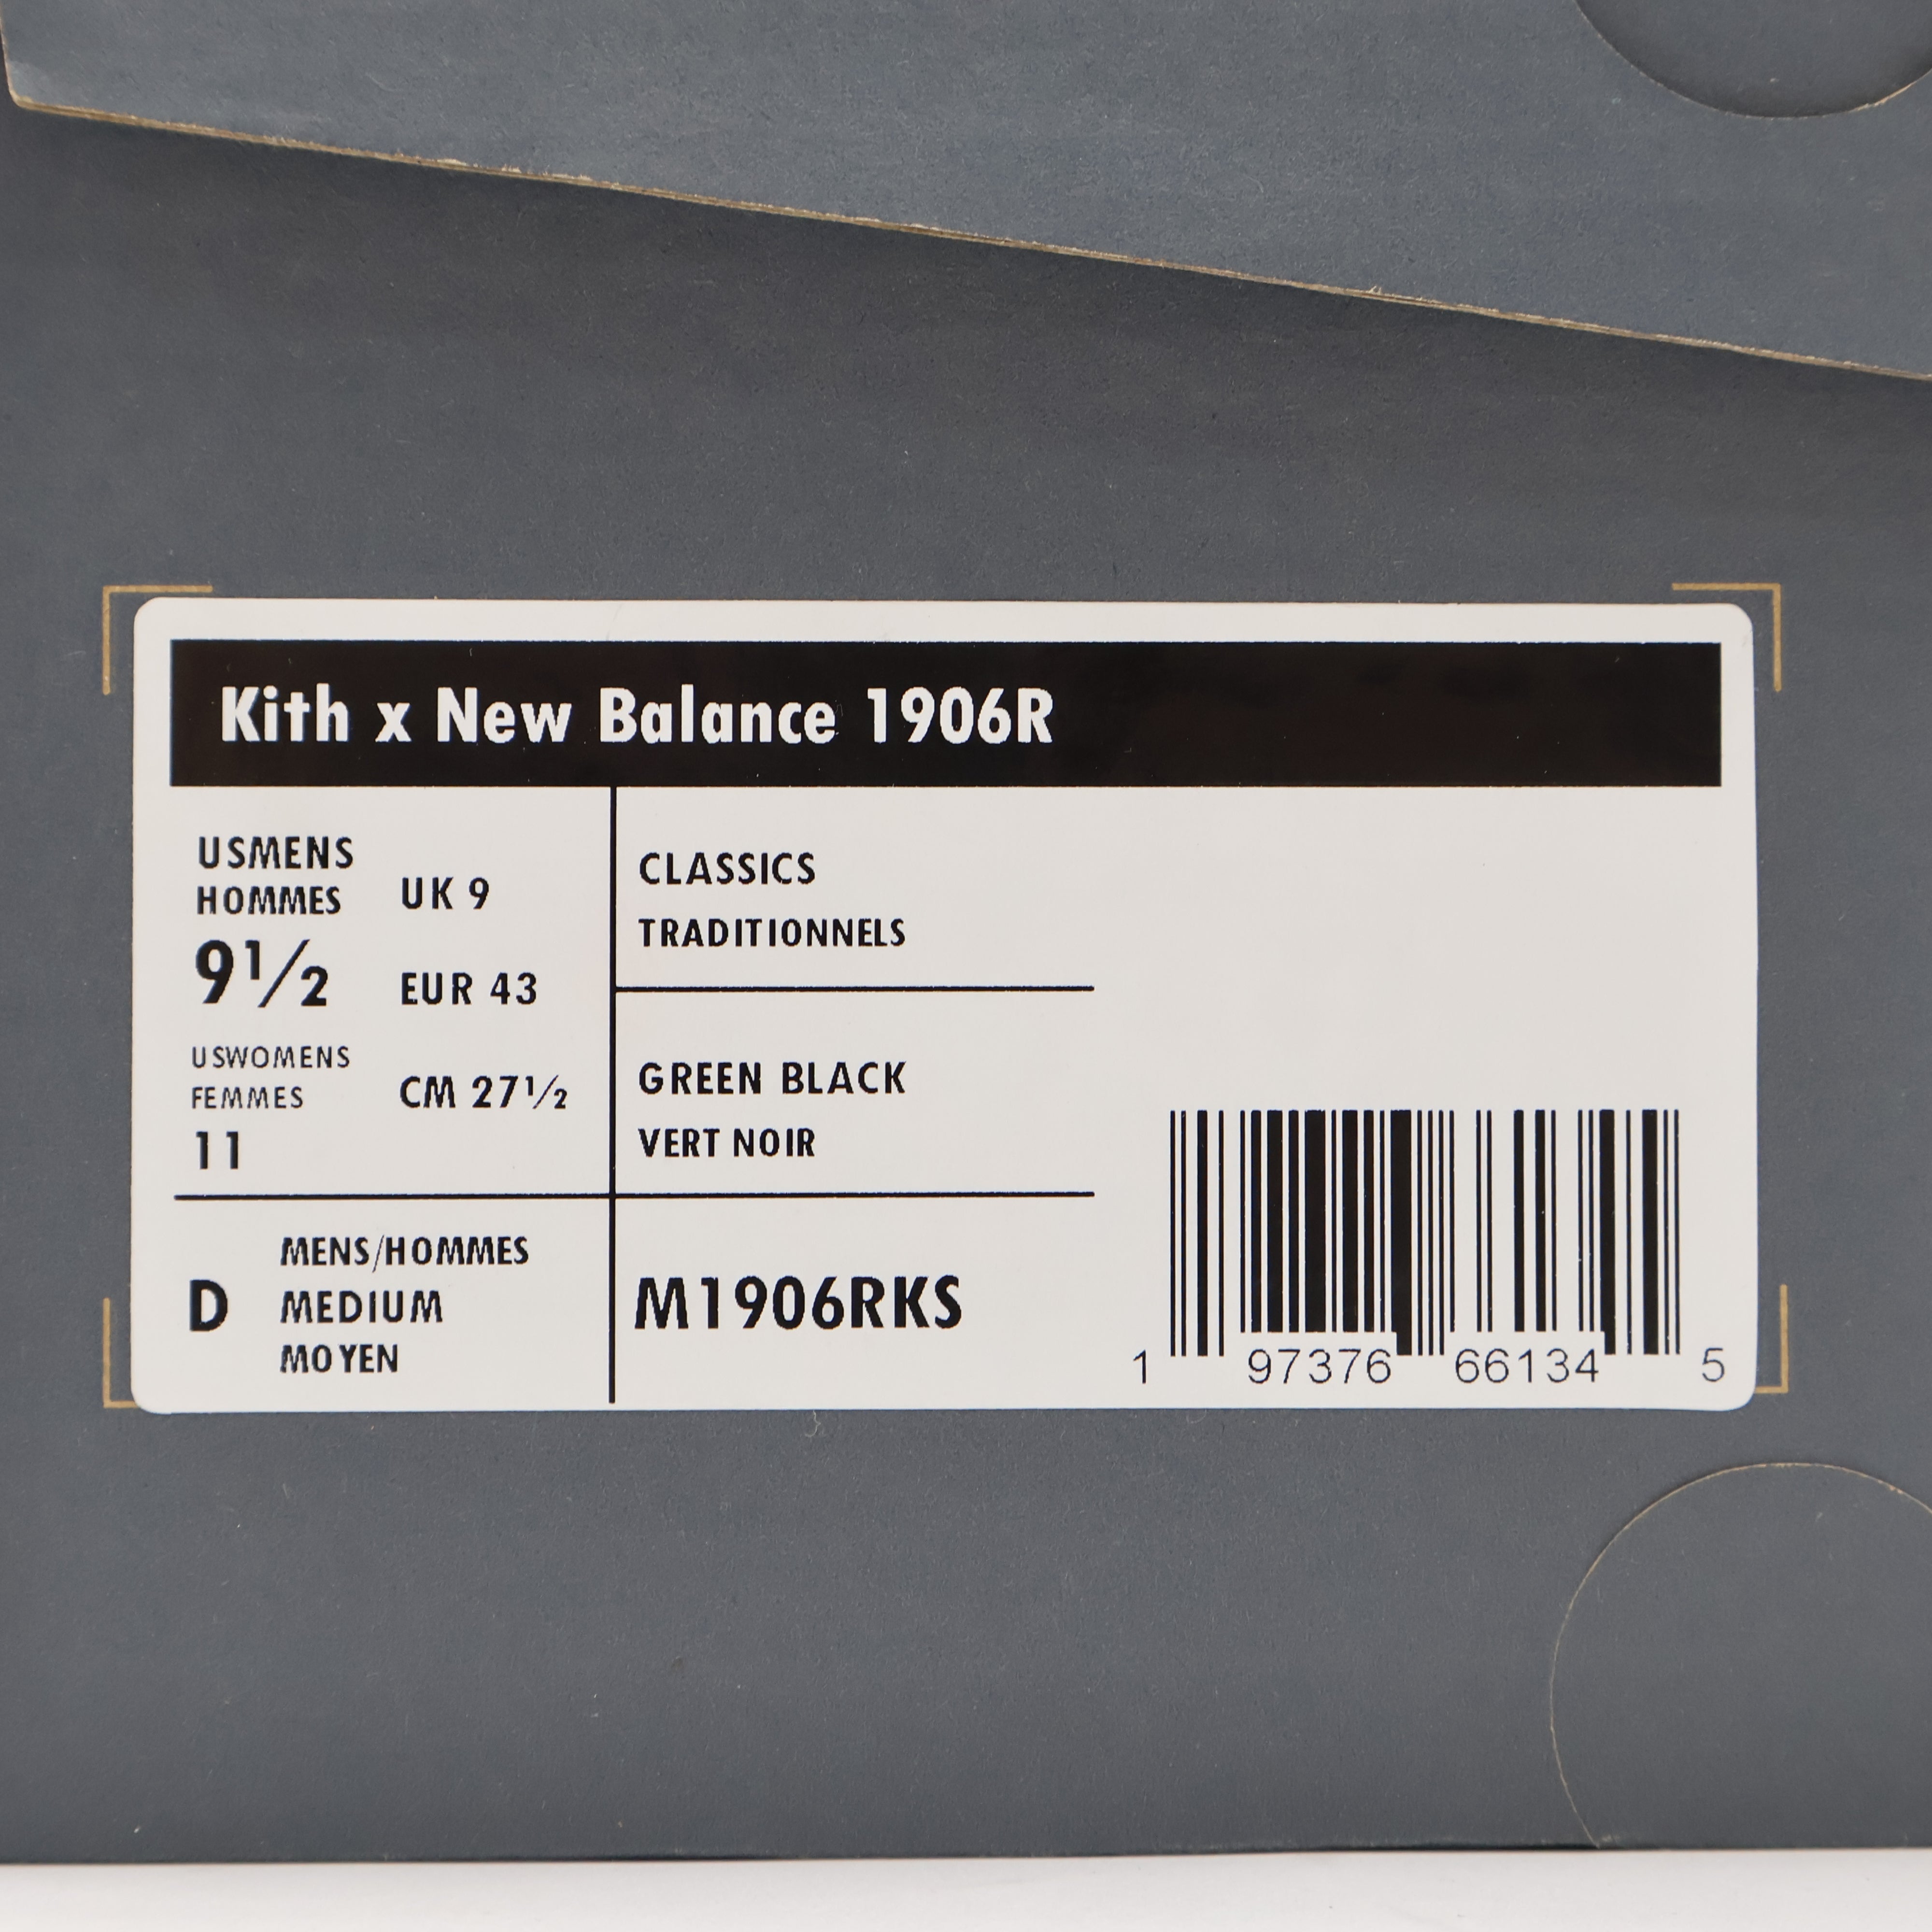 Kith x New Balance 1906R
USMENS
HOMMES
9½
USWOMENS
FEMMES
11
UK 9
EUR 43
CM 27½
CLASSICS
TRADITIONNELS
GREEN BLACK
VERT NOIR
D
MENS/HOMMES
MEDIUM
MOYEN
M1906RKS
1 97376 66134 5